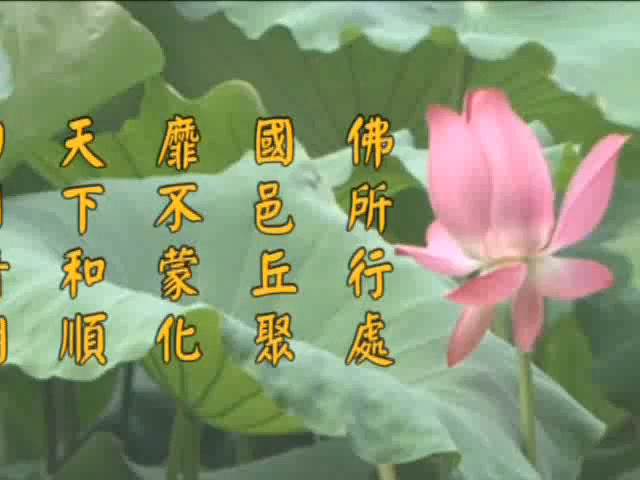 佛所行處
國邑丘聚
靡不蒙化
天下和順